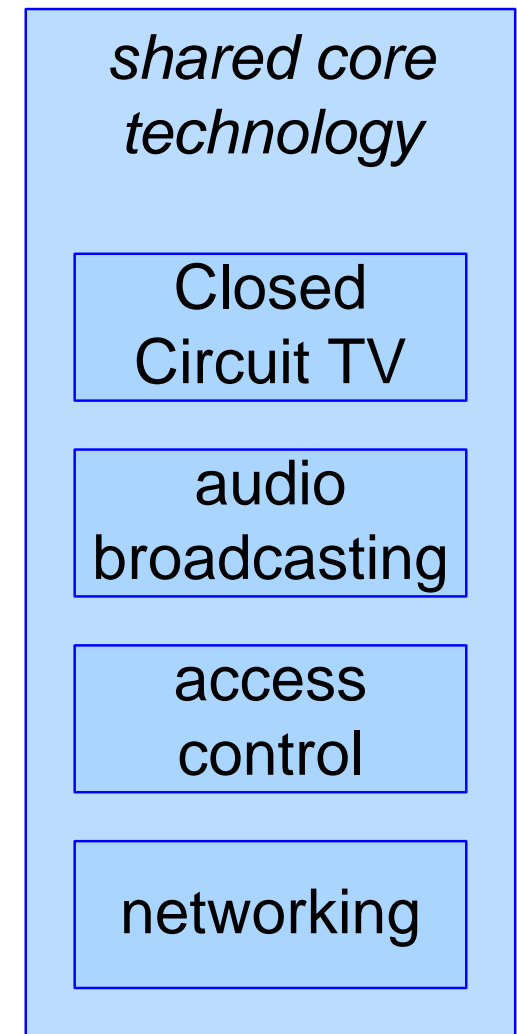 shared core
technology
Closed
Circuit TV
audio
broadcasting
access
control
networking